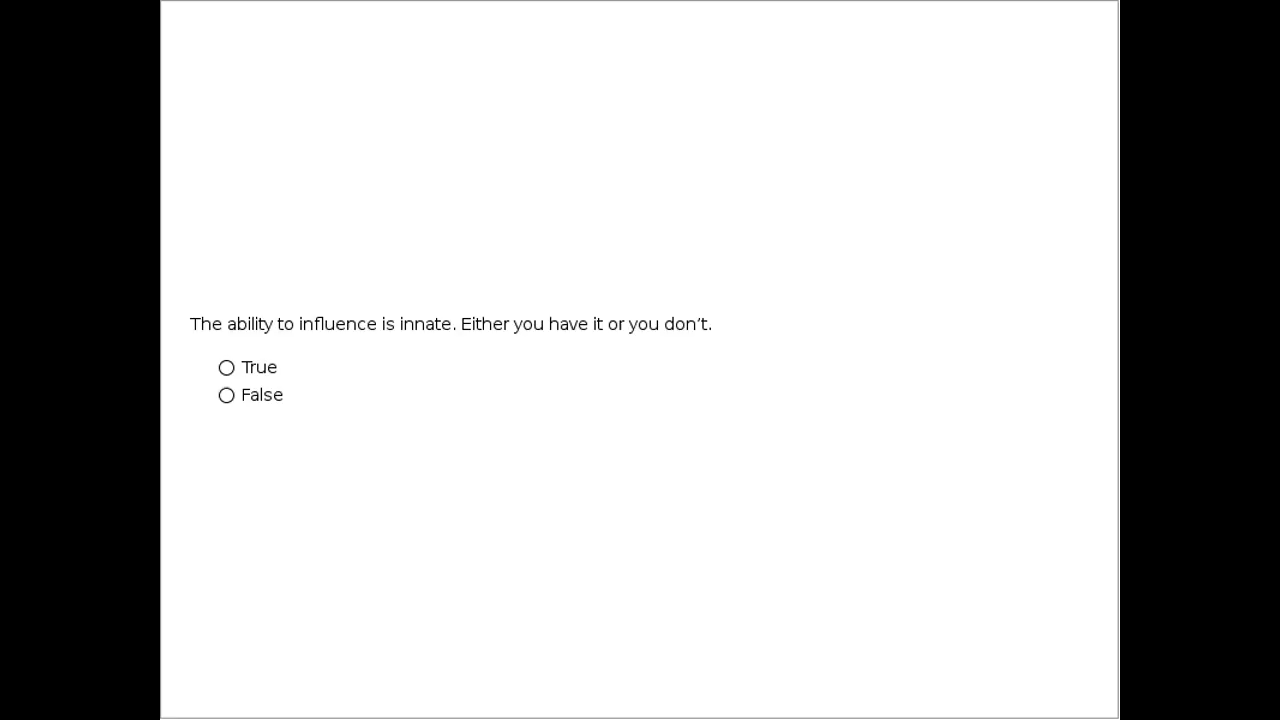 The ability to influence is innate. Either you have it or you don’t.
True
False